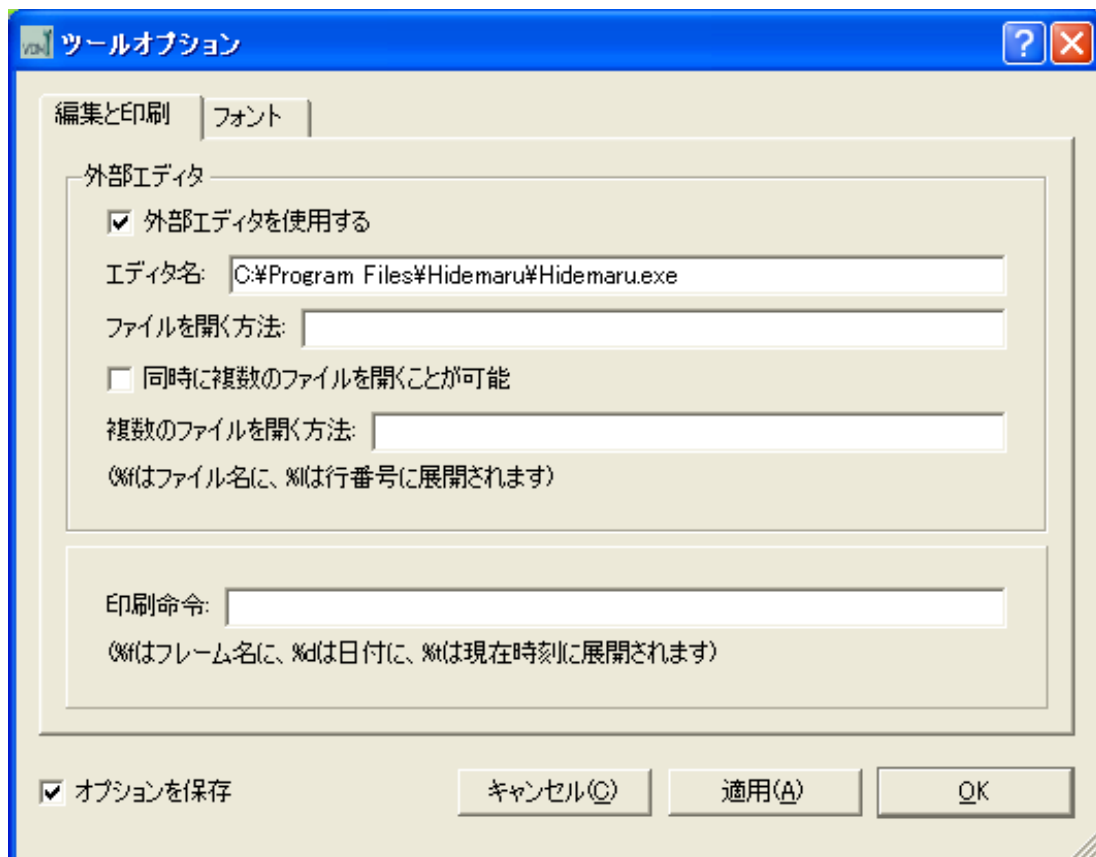 VDM ツールオプション
編集と印刷 フォント
外部エディタ
外部エディタを使用する
エディタ名: C:¥Program Files¥Hidemaru¥Hidemaru.exe
ファイルを開く方法:
同時に複数のファイルを開くことが可能
複数のファイルを開く方法:
(%fはファイル名に、%lは行番号に展開されます)
印刷命令:
(%fはフレーム名に、%dは日付に、%tは現在時刻に展開されます)
オプションを保存 キャンセル(C) 適用(A) OK